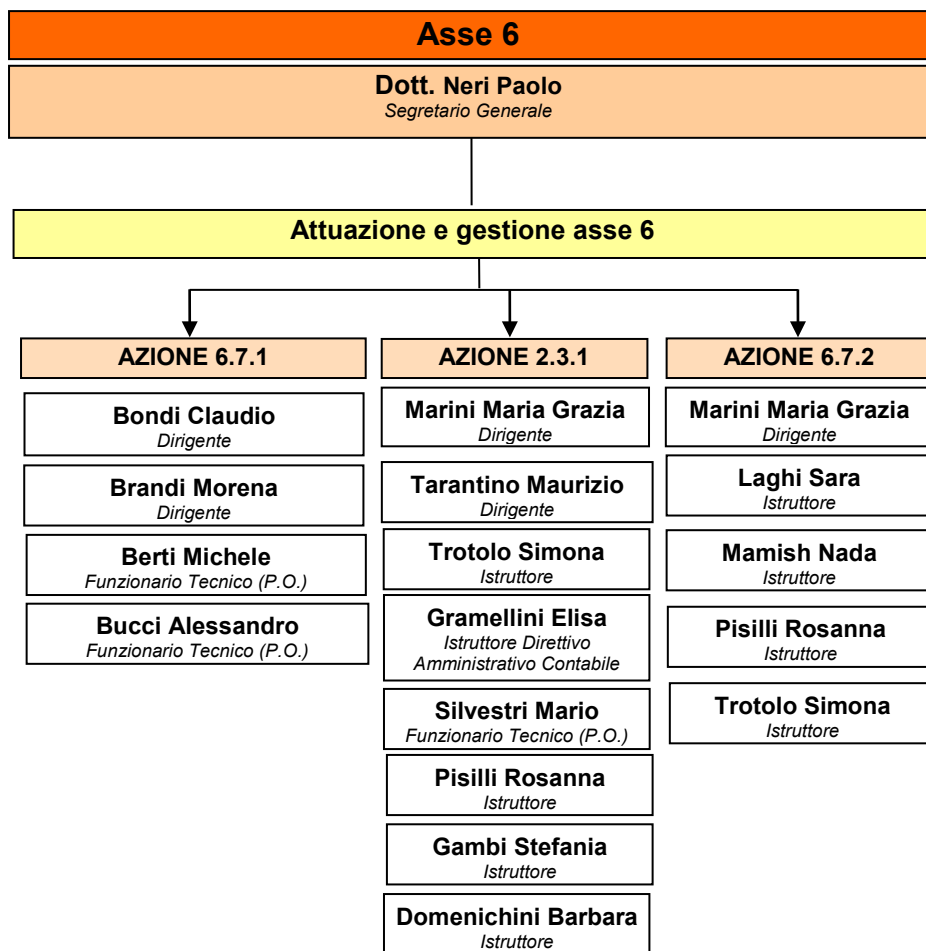 Asse 6
Dott. Neri Paolo
Segretario Generale
Attuazione e gestione asse 6
AZIONE 6.7.1
Bondi Claudio
Dirigente
Brandi Morena
Dirigente
Berti Michele
Funzionario Tecnico (P.O.)
Bucci Alessandro
Funzionario Tecnico (P.O.)
AZIONE 2.3.1
Marini Maria Grazia
Dirigente
Tarantino Maurizio
Dirigente
Trotolo Simona
Istruttore
Gramellini Elisa
Istruttore Direttivo
Amministrativo Contabile
Silvestri Mario
Funzionario Tecnico (P.O.)
Pisilli Rosanna
Istruttore
Gambi Stefania
Istruttore
Domenichini Barbara
Istruttore
AZIONE 6.7.2
Marini Maria Grazia
Dirigente
Laghi Sara
Istruttore
Mamish Nada
Istruttore
Pisilli Rosanna
Istruttore
Trotolo Simona
Istruttore